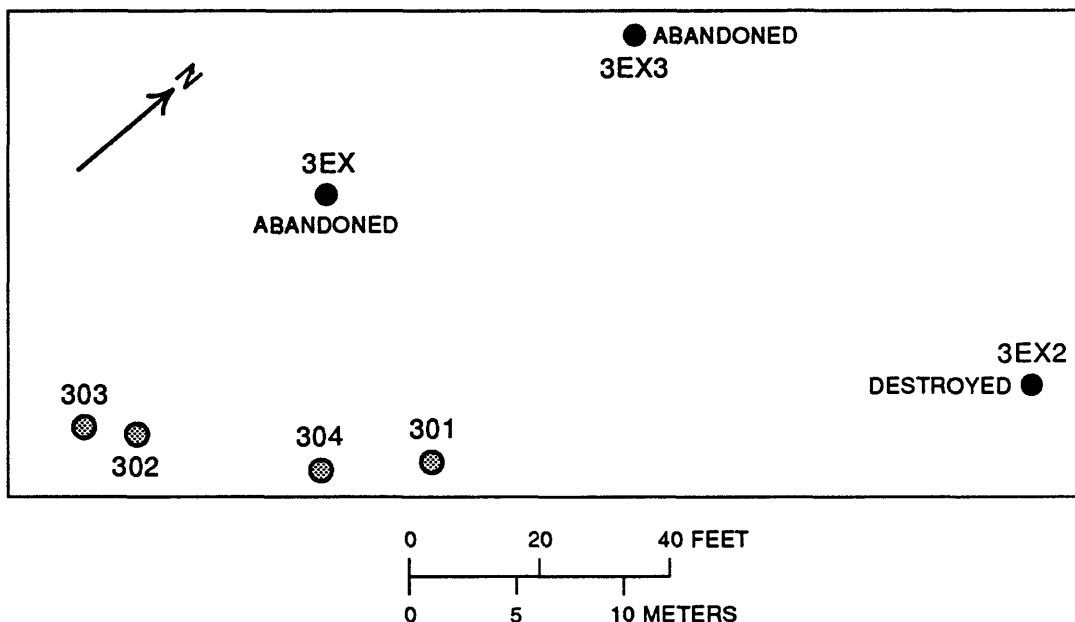 ABANDONED
3EX3
N
3EX
ABANDONED
3EX2
DESTROYED
303
302
304
301
0 20 40 FEET
0 5 10 METERS